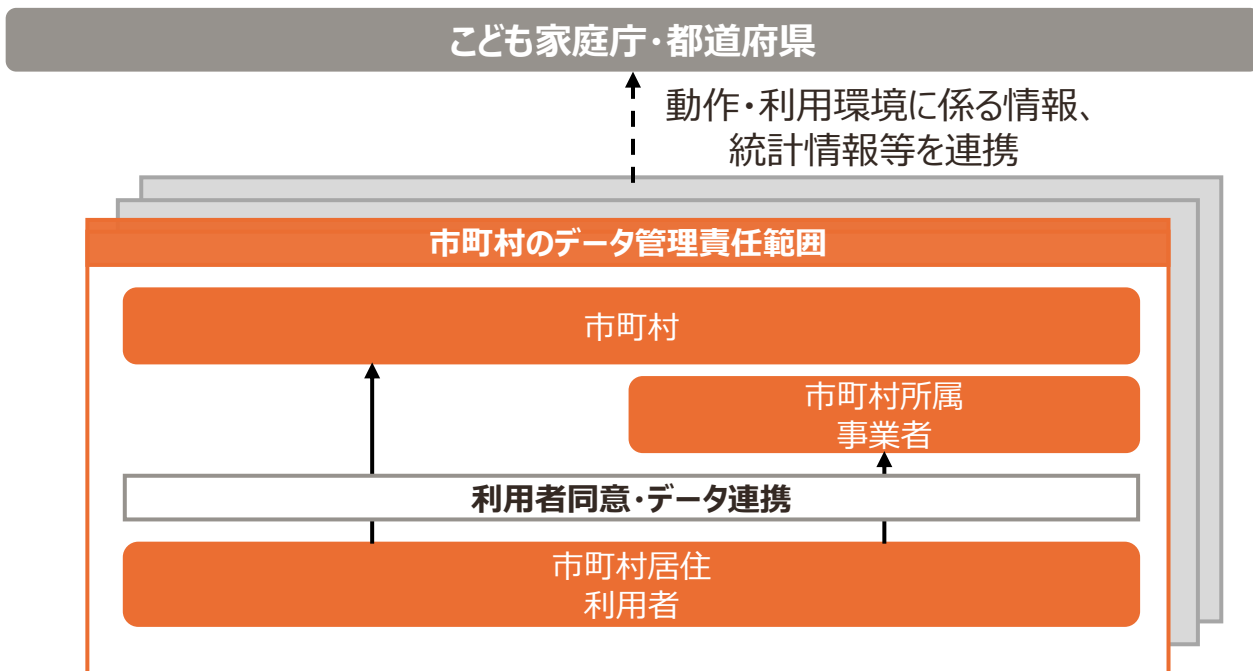 こども家庭庁・都道府県
動作・利用環境に係る情報、
統計情報等を連携
市町村のデータ管理責任範囲
市町村
市町村所属
事業者
利用者同意・データ連携
市町村居住
利用者